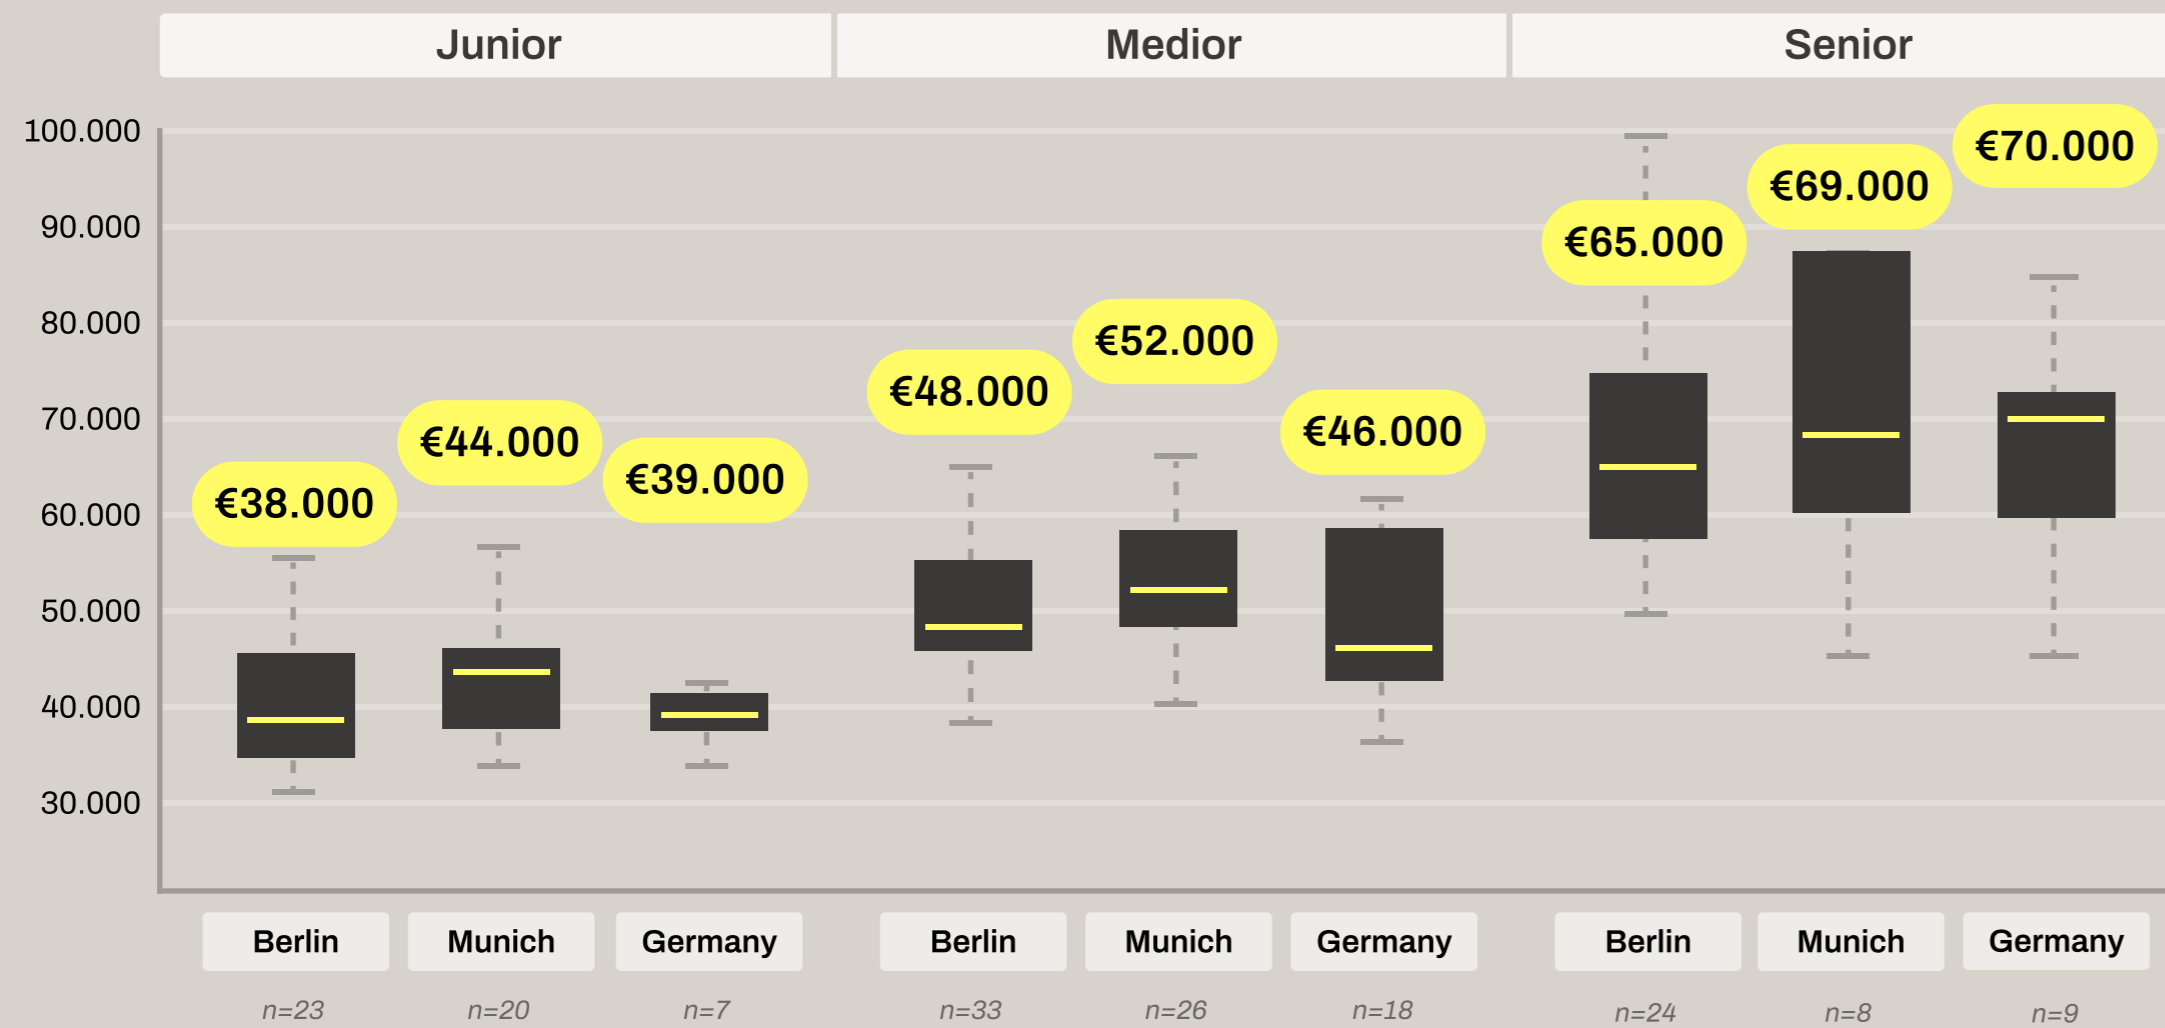 Junior Medior Senior
100.000
90.000
80.000
70.000
60.000
50.000
40.000
30.000
€38.000 €44.000 €39.000 €48.000 €52.000 €46.000 €65.000 €69.000 €70.000
Berlin Munich Germany Berlin Munich Germany Berlin Munich Germany
n=23 n=20 n=7 n=33 n=26 n=18 n=24 n=8 n=9